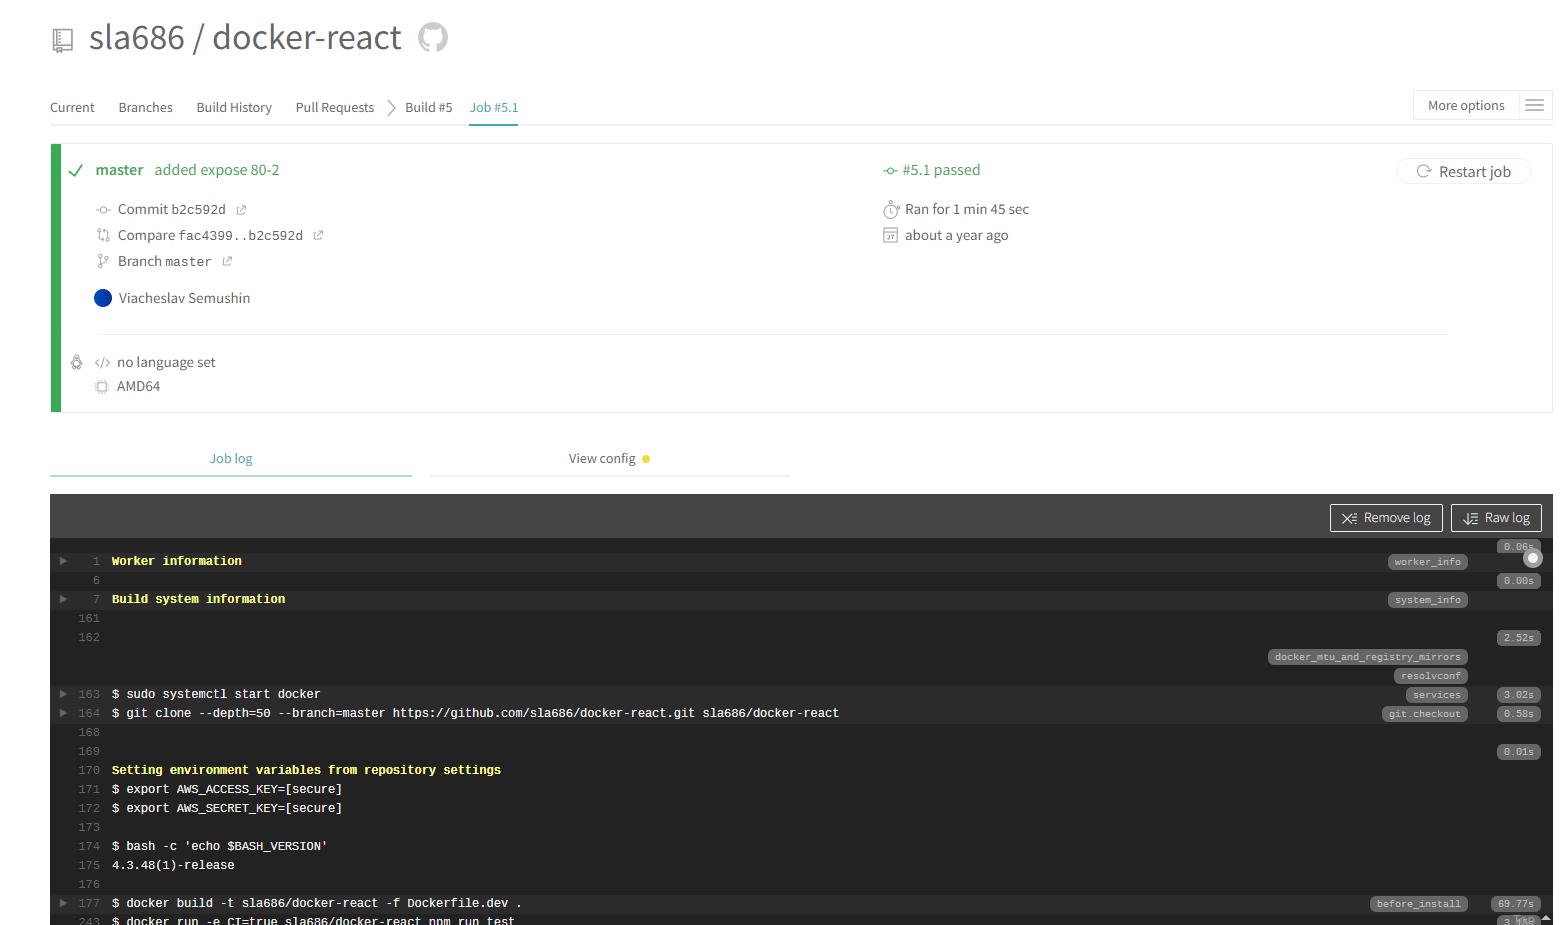 sla686 / docker-react
Current Branches Build History Pull Requests Build #5 Job #5.1 More options
master added expose 80-2 #5.1 passed Restart job
Commit b2c592d Ran for 1 min 45 sec
Compare fac4399..b2c592d about a year ago
Branch master
Viacheslav Semushin
</> no language set
AMD64
Job log View config
Remove log Raw log
0.06s
1 Worker information worker_info
6 0.00s
7 Build system information system_info
161
162 2.52s
docker_mtu_and_registry_mirrors
resolvconf
163 $ sudo systemctl start docker services 3.02s
164 $ git clone --depth=50 --branch=master https://github.com/sla686/docker-react.git sla686/docker-react git.checkout 0.58s
168
169 0.01s
170 Setting environment variables from repository settings
171 $ export AWS_ACCESS_KEY=[secure]
172 $ export AWS_SECRET_KEY=[secure]
173
174 $ bash -c 'echo $BASH_VERSION'
175 4.3.48(1)-release
176
177 $ docker build -t sla686/docker-react -f Dockerfile.dev . before_install 69.77s
243 $ docker run -e CI=true sla686/docker-react npm run test
Top